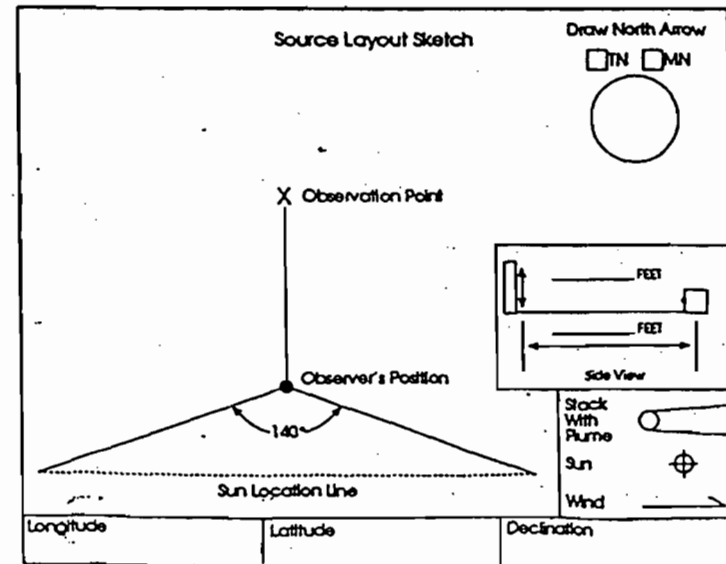 Source Layout Sketch
Draw North Arrow
TN MN
X Observation Point
FEET
FEET
Side View
Observer's Position
140°
Sun Location Line
Stack
With
Plume
Sun
Wind
Longitude
Latitude
Declination